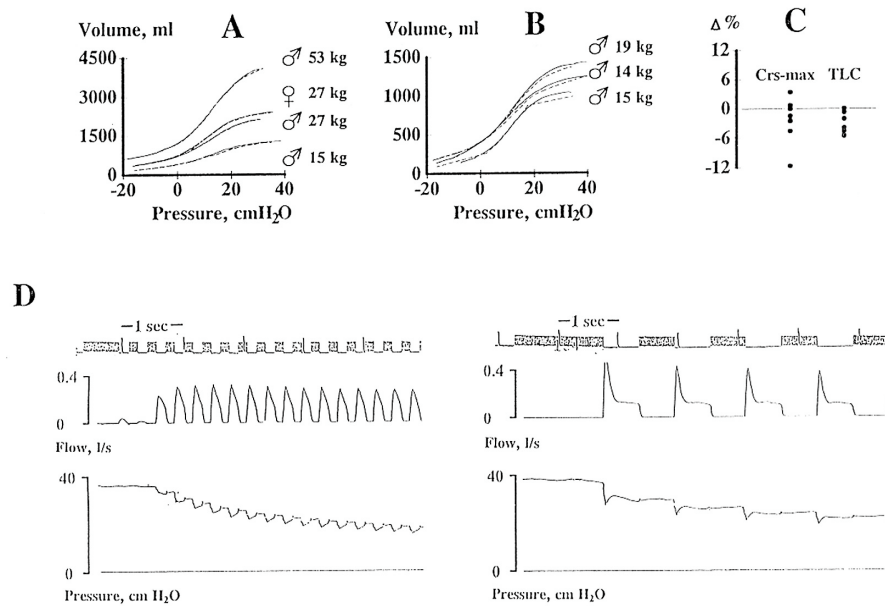 A
Volume, ml
4500
3000
1500
0
-20 0 20 40
Pressure, cmH₂O
♂ 53 kg
♀ 27 kg
♂ 27 kg
♂ 15 kg
B
Volume, ml
1500
1000
500
0
-20 0 20 40
Pressure, cmH₂O
♂ 19 kg
♂ 14 kg
♂ 15 kg
C
Δ %
12
6
0
-6
-12
Crs-max TLC
D
1 sec
0.4
0
Flow, l/s
40
0
Pressure, cm H₂O
1 sec
0.4
0
Flow, l/s
40
0
Pressure, cm H₂O